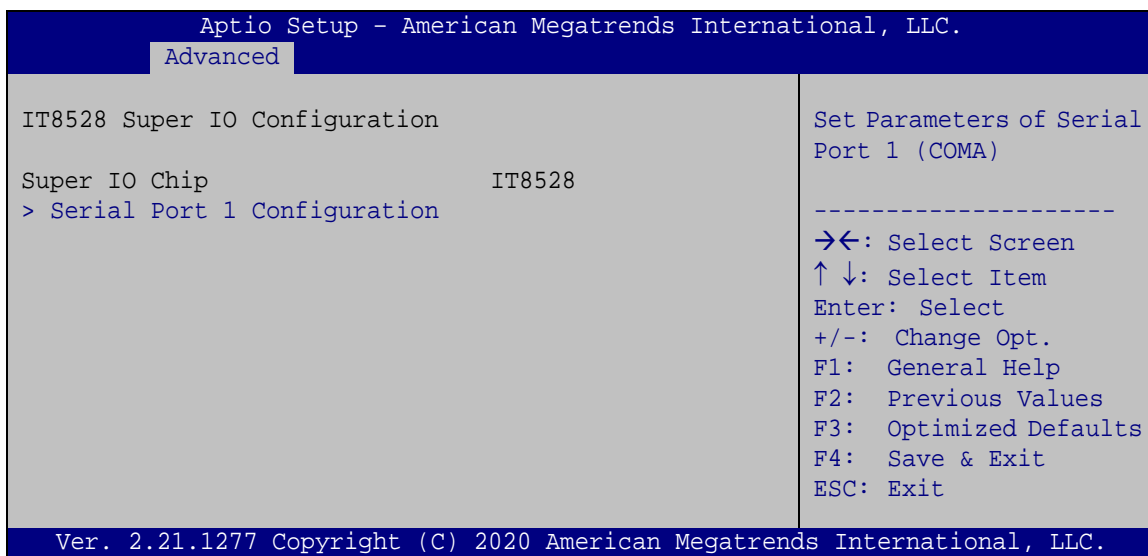 Aptio Setup – American Megatrends International, LLC.
Advanced
IT8528 Super IO Configuration
Super IO Chip IT8528
> Serial Port 1 Configuration
Set Parameters of Serial
Port 1 (COMA)
---------------------
→←: Select Screen
↑ ↓: Select Item
Enter: Select
+/-: Change Opt.
F1: General Help
F2: Previous Values
F3: Optimized Defaults
F4: Save & Exit
ESC: Exit
Ver. 2.21.1277 Copyright (C) 2020 American Megatrends International, LLC.